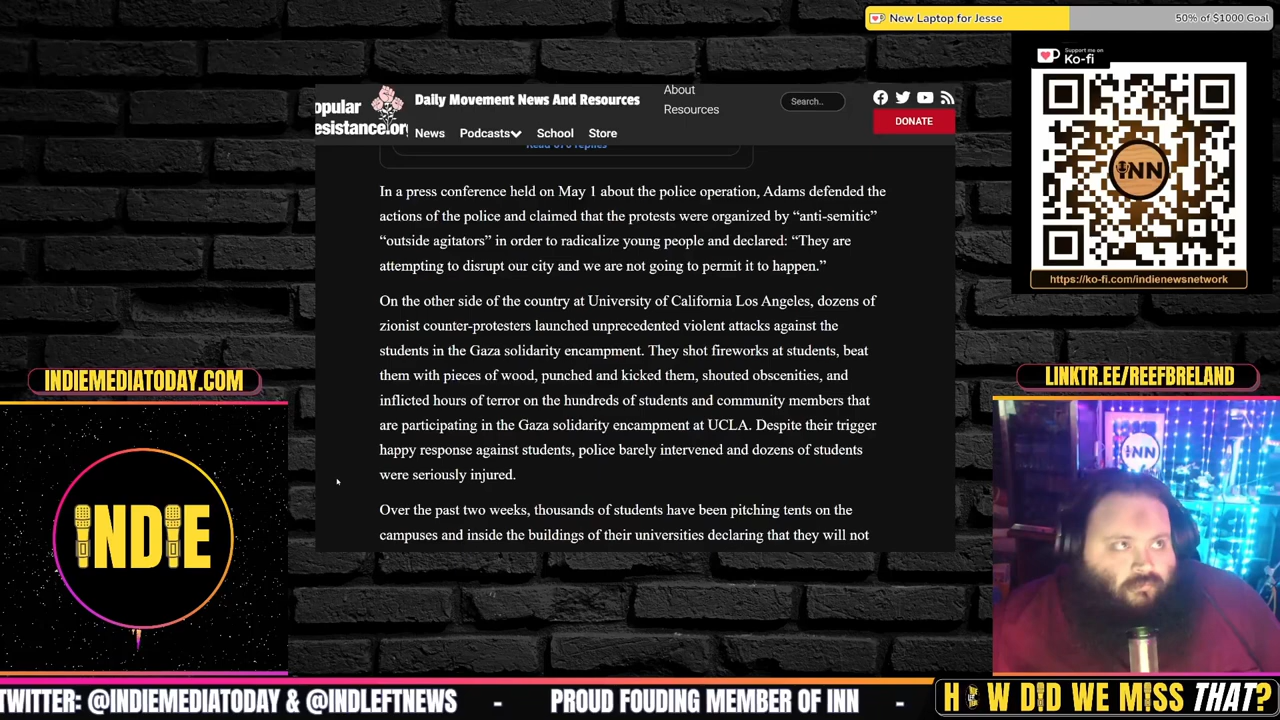 New Laptop for Jesse
50% of $1000 Goal
Support me on
Ko-fi
INN
https://ko-fi.com/indienewsnetwork
opular
esistance.org
Daily Movement News And Resources
About
Resources
Search..
DONATE
News
Podcasts
School
Store
In a press conference held on May 1 about the police operation, Adams defended the
actions of the police and claimed that the protests were organized by “anti-semitic”
“outside agitators” in order to radicalize young people and declared: “They are
attempting to disrupt our city and we are not going to permit it to happen.”
On the other side of the country at University of California Los Angeles, dozens of
zionist counter-protesters launched unprecedented violent attacks against the
students in the Gaza solidarity encampment. They shot fireworks at students, beat
them with pieces of wood, punched and kicked them, shouted obscenities, and
inflicted hours of terror on the hundreds of students and community members that
are participating in the Gaza solidarity encampment at UCLA. Despite their trigger
happy response against students, police barely intervened and dozens of students
were seriously injured.
Over the past two weeks, thousands of students have been pitching tents on the
campuses and inside the buildings of their universities declaring that they will not
INDIEMEDIATODAY.COM
INDIE
LINKTR.EE/REEFBRELAND
INN
TWITTER: @INDIEMEDIATODAY & @INDLEFTNEWS - PROUD FOUDING MEMBER OF INN -
HOW DID WE MISS THAT?